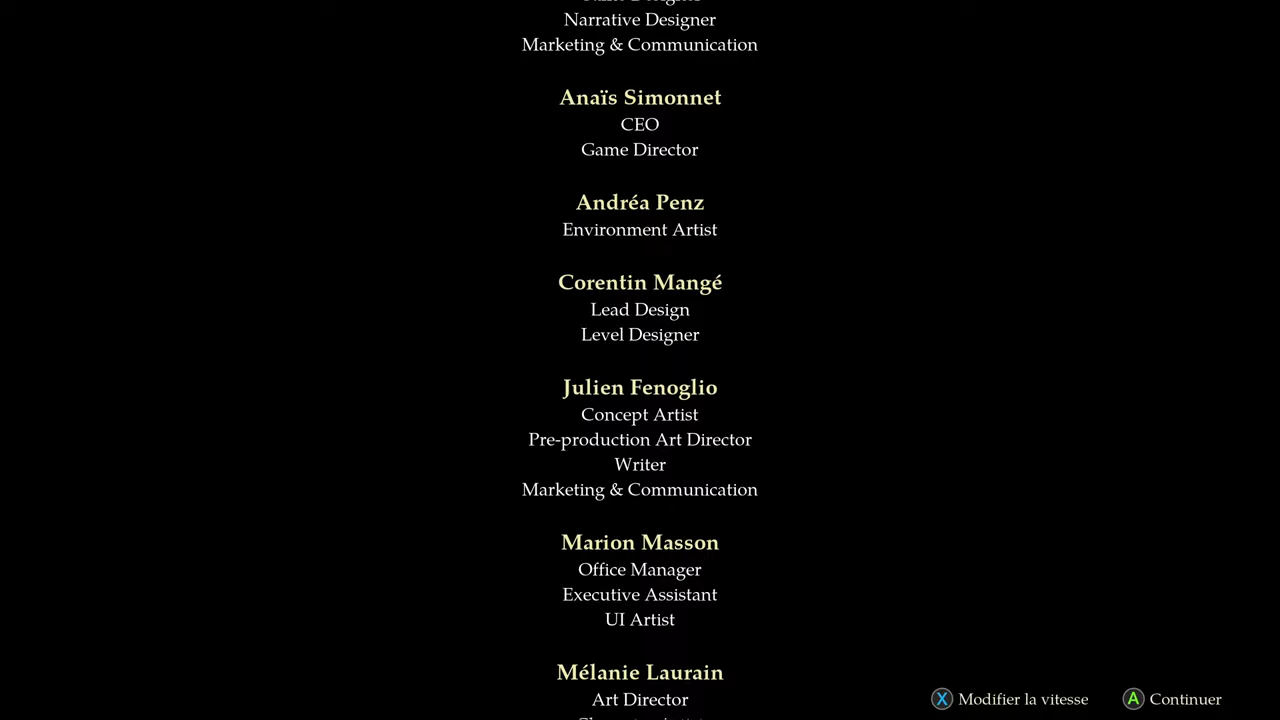 Narrative Designer
Marketing & Communication
Anaïs Simonnet
CEO
Game Director
Andréa Penz
Environment Artist
Corentin Mangé
Lead Design
Level Designer
Julien Fenoglio
Concept Artist
Pre-production Art Director
Writer
Marketing & Communication
Marion Masson
Office Manager
Executive Assistant
UI Artist
Mélanie Laurain
Art Director
X Modifier la vitesse
A Continuer